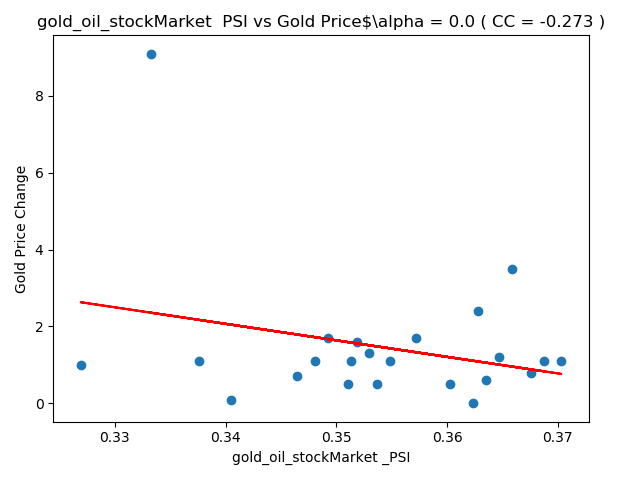 gold_oil_stockMarket  PSI vs Gold Price$\alpha = 0.0 ( CC = -0.273 )
8
6
4
2
0
Gold Price Change
0.33 0.34 0.35 0.36 0.37
gold_oil_stockMarket _PSI